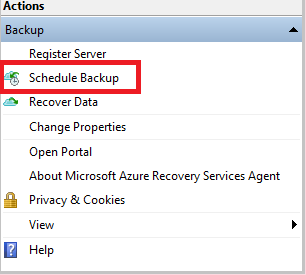 Actions
Backup
Register Server
Schedule Backup
Recover Data
Change Properties
Open Portal
About Microsoft Azure Recovery Services Agent
Privacy & Cookies
View
Help